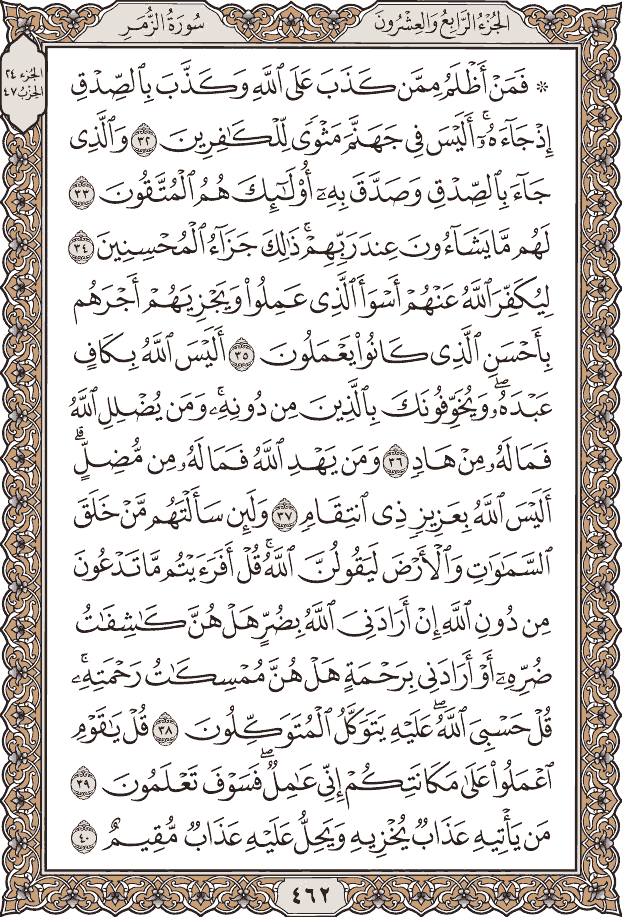 الجُزْءُ الرَّابِعُ وَالعِشْرُونَ
سُورَةُ الزُّمَرِ
الجُزء ٢٤
الحِزْبُ ٤٧
۞ فَمَنْ أَظْلَمُ مِمَّن كَذَبَ عَلَى ٱللَّهِ وَكَذَّبَ بِٱلصِّدْقِ
إِذْ جَآءَهُۥٓۚ أَلَيْسَ فِى جَهَنَّمَ مَثْوًى لِّلْكَٰفِرِينَ ٣٢ وَٱلَّذِى
جَآءَ بِٱلصِّدْقِ وَصَدَّقَ بِهِۦٓ أُو۟لَٰٓئِكَ هُمُ ٱلْمُتَّقُونَ ٣٣
لَهُم مَّا يَشَآءُونَ عِندَ رَبِّهِمْۚ ذَٰلِكَ جَزَآءُ ٱلْمُحْسِنِينَ ٣٤
لِيُكَفِّرَ ٱللَّهُ عَنْهُمْ أَسْوَأَ ٱلَّذِى عَمِلُوا۟ وَيَجْزِيَهُمْ أَجْرَهُم
بِأَحْسَنِ ٱلَّذِى كَانُوا۟ يَعْمَلُونَ ٣٥ أَلَيْسَ ٱللَّهُ بِكَافٍ
عَبْدَهُۥۖ وَيُخَوِّفُونَكَ بِٱلَّذِينَ مِن دُونِهِۦۚ وَمَن يُضْلِلِ ٱللَّهُ
فَمَا لَهُۥ مِنْ هَادٍ ٣٦ وَمَن يَهْدِ ٱللَّهُ فَمَا لَهُۥ مِن مُّضِلٍّۗ
أَلَيْسَ ٱللَّهُ بِعَزِيزٍ ذِى ٱنتِقَامٍ ٣٧ وَلَئِن سَأَلْتَهُم مَّنْ خَلَقَ
ٱلسَّمَٰوَٰتِ وَٱلْأَرْضَ لَيَقُولُنَّ ٱللَّهُۚ قُلْ أَفَرَءَيْتُم مَّا تَدْعُونَ
مِن دُونِ ٱللَّهِ إِنْ أَرَادَنِىَ ٱللَّهُ بِضُرٍّ هَلْ هُنَّ كَٰشِفَٰتُ
ضُرِّهِۦٓ أَوْ أَرَادَنِى بِرَحْمَةٍ هَلْ هُنَّ مُمْسِكَٰتُ رَحْمَتِهِۦۚ
قُلْ حَسْبِىَ ٱللَّهُۖ عَلَيْهِ يَتَوَكَّلُ ٱلْمُتَوَكِّلُونَ ٣٨ قُلْ يَٰقَوْمِ
ٱعْمَلُوا۟ عَلَىٰ مَكَانَتِكُمْ إِنِّى عَٰمِلٌۖ فَسَوْفَ تَعْلَمُونَ ٣٩
مَن يَأْتِيهِ عَذَابٌ يُخْزِيهِ وَيَحِلُّ عَلَيْهِ عَذَابٌ مُّقِيمٌ ٤٠
٤٦٢